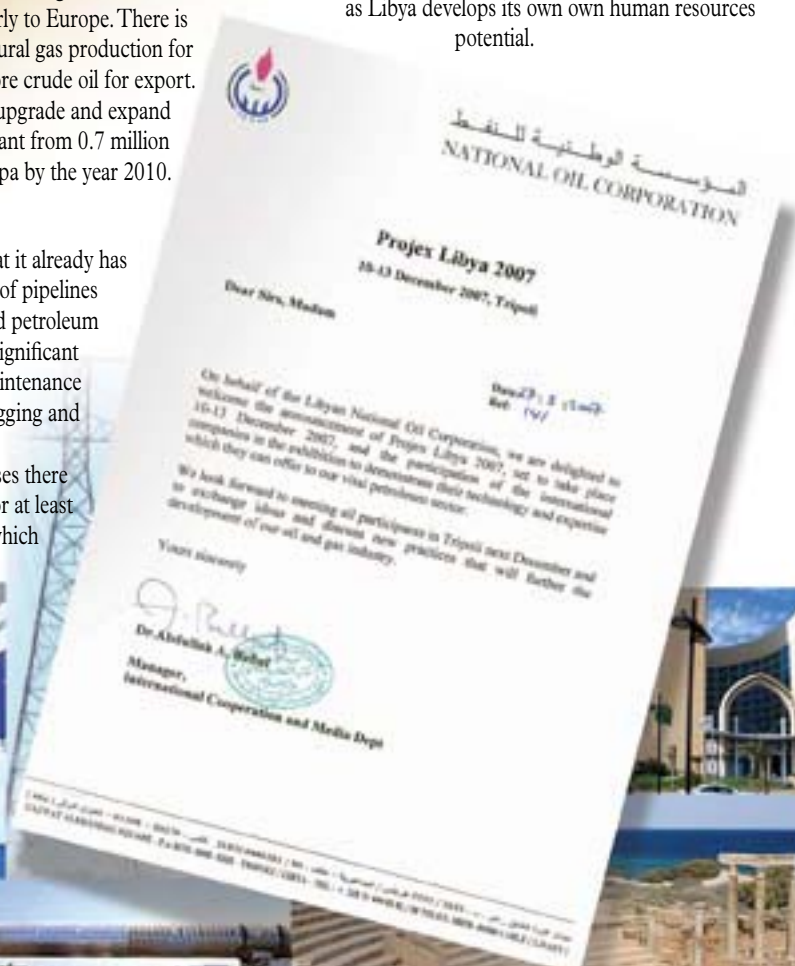 rly to Europe. There is
ural gas production for
re crude oil for export.
upgrade and expand
ant from 0.7 million
pa by the year 2010.
at it already has
of pipelines
d petroleum
ignificant
intenance
gging and
ses there
or at least
which
as Libya develops its own own human resources
potential.
المؤسسة الوطنية للنفط
NATIONAL OIL CORPORATION
Projex Libya 2007
10-13 December 2007, Tripoli
Dear Sirs, Madam
Date
Ref:
On behalf of the Libyan National Oil Corporation, we are delighted to
welcome the announcement of Projex Libya 2007, set to take place
10-13 December 2007, and the participation of the international
companies in the exhibition to demonstrate their technology and expertise
which they can offer to our vital petroleum sector.
We look forward to meeting all participants in Tripoli next December and
to exchange ideas and discuss new practices that will further the
development of our oil and gas industry.
Yours sincerely
Dr.Abdullah A.
Manager,
International Cooperation and Media Dept